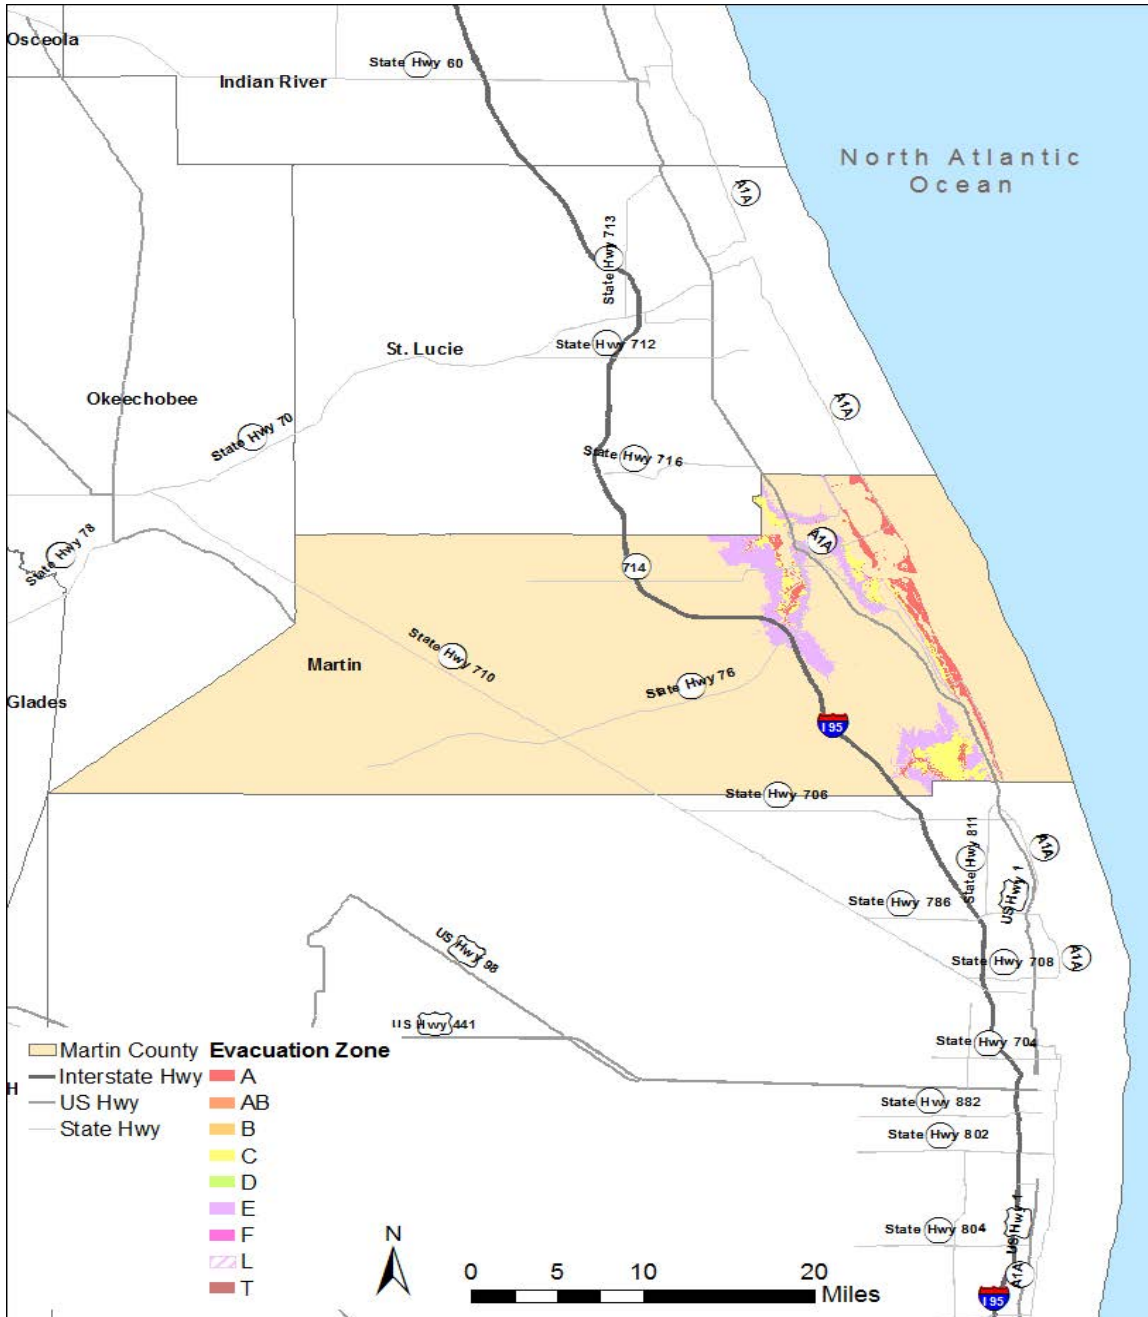 Osceola
State Hwy 60
Indian River
North Atlantic
Ocean
A1A
State Hwy 713
State Hwy 712
St. Lucie
Okeechobee
A1A
State Hwy 70
State Hwy 716
State Hwy 78
A1A
714
State Hwy 710
Martin
State Hwy 76
Glades
I 95
State Hwy 706
State Hwy 811
A1A
US Hwy 1
State Hwy 786
US Hwy 98
State Hwy 708
A1A
US Hwy 441
State Hwy 704
H
State Hwy 882
State Hwy 802
US Hwy 1
State Hwy 804
A1A
I 95
Martin County
Interstate Hwy
US Hwy
State Hwy
Evacuation Zone
A
AB
B
C
D
E
F
L
T
N
0 5 10 20
Miles